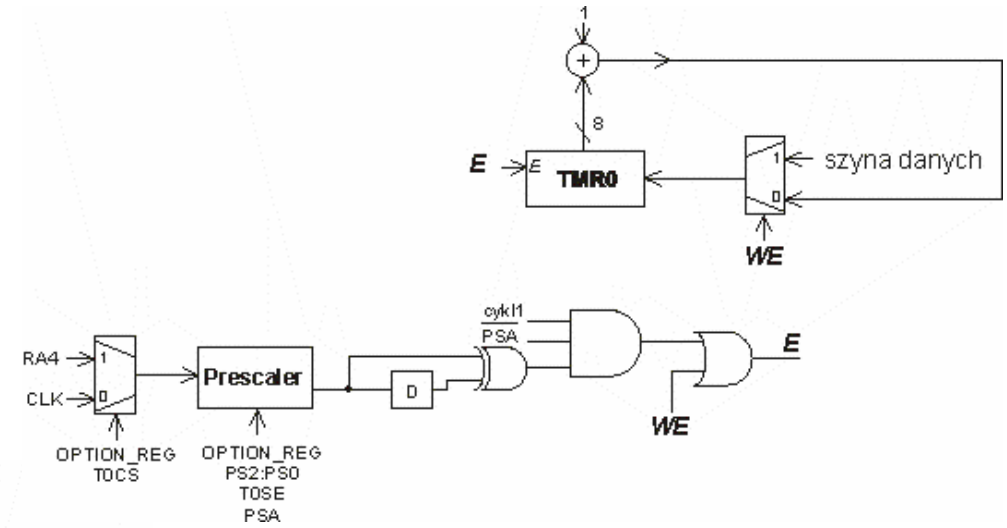 1
+
8
E
E
TMR0
1
szyna danych
0
WE
cykl1
PSA
RA4
1
CLK
0
Prescaler
D
E
WE
OPTION_REG
T0CS
OPTION_REG
PS2:PS0
T0SE
PSA